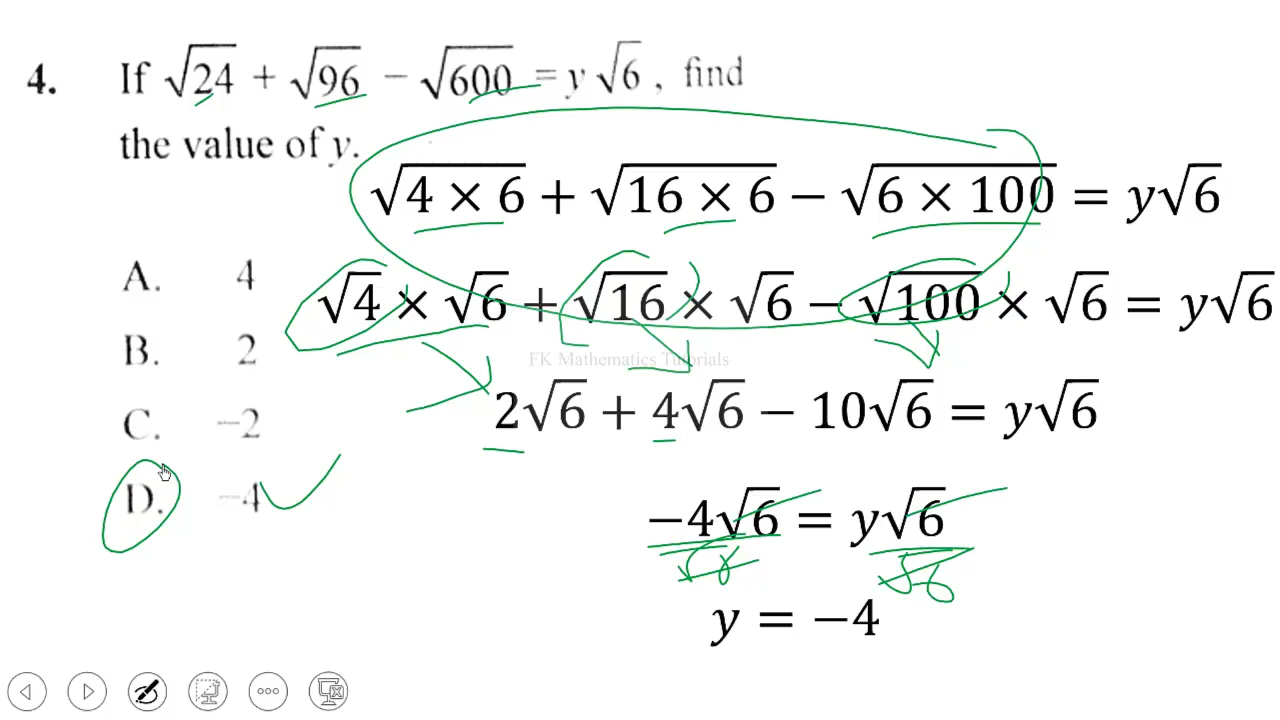 4. If √24 + √96 − √600 = y√6, find
the value of y.
√4 × 6 + √16 × 6 − √6 × 100 = y√6
A. 4
√4 × √6 + √16 × √6 − √100 × √6 = y√6
B. 2
FK Mathematics Tutorials
2√6 + 4√6 − 10√6 = y√6
C. −2
D. −4
−4√6 = y√6
√6 √6
y = −4